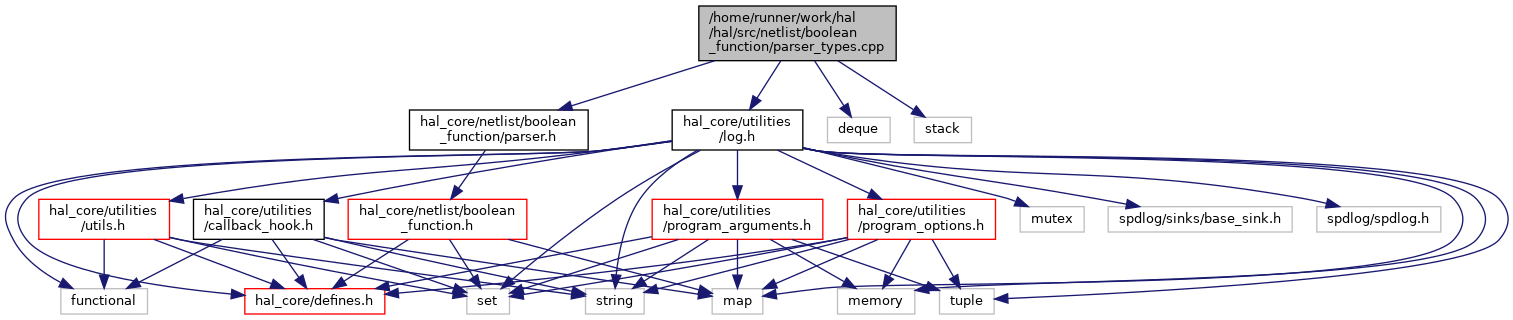 /home/runner/work/hal
/hal/src/netlist/boolean
_function/parser_types.cpp
hal_core/netlist/boolean
_function/parser.h
hal_core/utilities
/log.h
deque
stack
hal_core/utilities
/utils.h
hal_core/utilities
/callback_hook.h
hal_core/netlist/boolean
_function.h
hal_core/utilities
/program_arguments.h
hal_core/utilities
/program_options.h
mutex
spdlog/sinks/base_sink.h
spdlog/spdlog.h
functional
hal_core/defines.h
set
string
map
memory
tuple